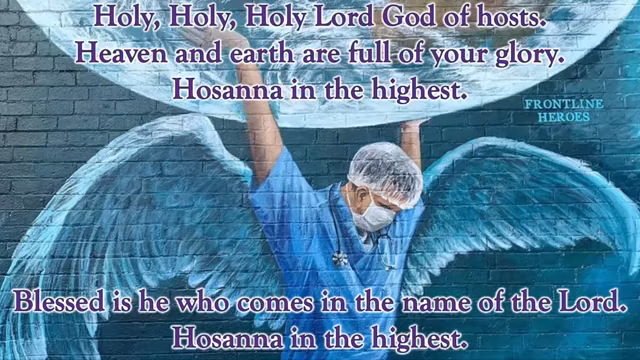 Holy, Holy, Holy Lord God of hosts.
Heaven and earth are full of your glory.
Hosanna in the highest.
FRONTLINE
HEROES
Blessed is he who comes in the name of the Lord.
Hosanna in the highest.